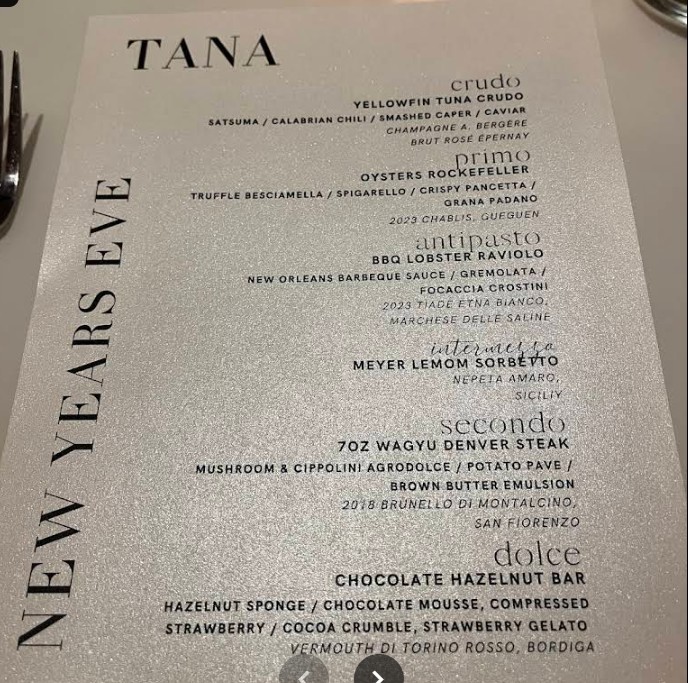 TANA
NEW YEARS EVE
crudo
YELLOWFIN TUNA CRUDO
SATSUMA / CALABRIAN CHILI / SMASHED CAPER / CAVIAR
CHAMPAGNE A. BERGÈRE
BRUT ROSÉ ÉPERNAY
primo
OYSTERS ROCKEFELLER
TRUFFLE BESCIAMELLA / SPIGARELLO / CRISPY PANCETTA /
GRANA PADANO
2023 CHABLIS, GUEGUEN
antipasto
BBQ LOBSTER RAVIOLO
NEW ORLEANS BARBEQUE SAUCE / GREMOLATA /
FOCACCIA CROSTINI
2023 TIADE ETNA BIANCO,
MARCHESE DELLE SALINE
intermezzo
MEYER LEMOM SORBETTO
NEPETA AMARO,
SICILIY
secondo
7OZ WAGYU DENVER STEAK
MUSHROOM & CIPPOLINI AGRODOLCE / POTATO PAVE /
BROWN BUTTER EMULSION
2018 BRUNELLO DI MONTALCINO,
SAN FIORENZO
dolce
CHOCOLATE HAZELNUT BAR
HAZELNUT SPONGE / CHOCOLATE MOUSSE, COMPRESSED
STRAWBERRY / COCOA CRUMBLE, STRAWBERRY GELATO
VERMOUTH DI TORINO ROSSO, BORDIGA